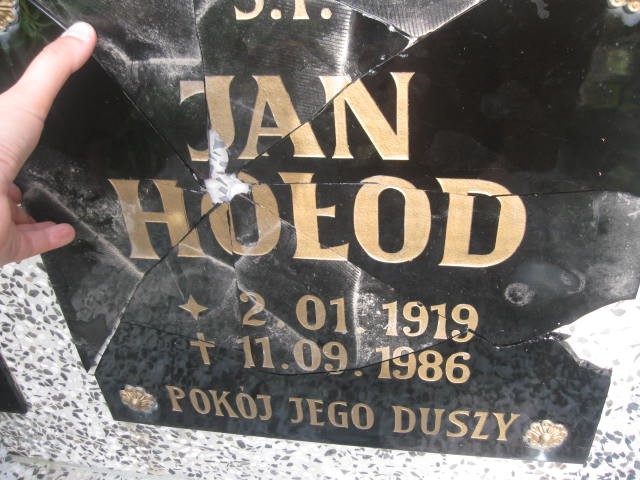 Ś.P.
JAN
HOŁOD
2. 01. 1919
11. 09. 1986
POKÓJ JEGO DUSZY